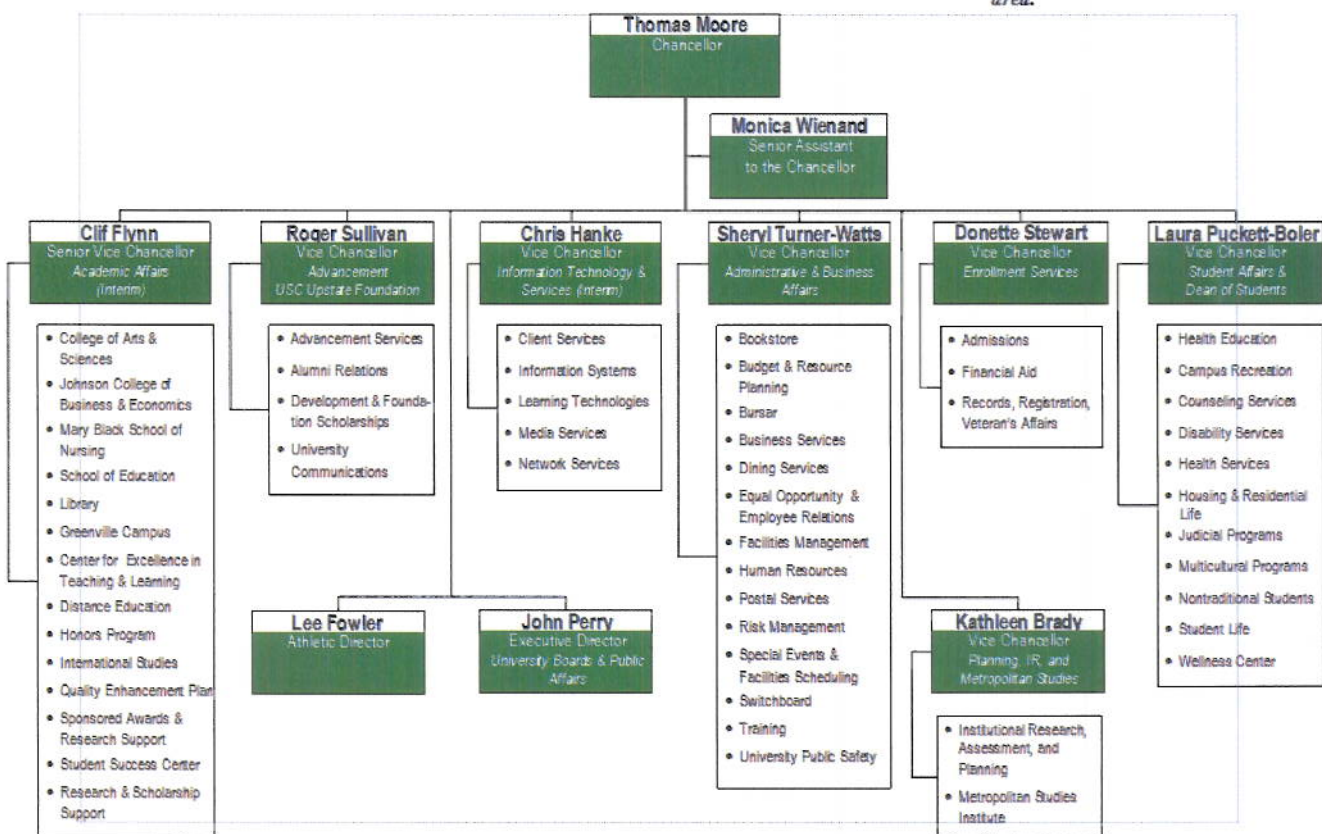 area.
Thomas Moore
Chancellor
Monica Wienand
Senior Assistant
to the Chancellor
Clif Flynn
Senior Vice Chancellor
Academic Affairs
(Interim)
• College of Arts &
Sciences
• Johnson College of
Business & Economics
• Mary Black School of
Nursing
• School of Education
• Library
• Greenville Campus
• Center for Excellence in
Teaching & Learning
• Distance Education
• Honors Program
• International Studies
• Quality Enhancement Plan
• Sponsored Awards &
Research Support
• Student Success Center
• Research & Scholarship
Support
Roger Sullivan
Vice Chancellor
Advancement
USC Upstate Foundation
• Advancement Services
• Alumni Relations
• Development & Founda-
tion Scholarships
• University
Communications
Chris Hanke
Vice Chancellor
Information Technology &
Services (Interim)
• Client Services
• Information Systems
• Learning Technologies
• Media Services
• Network Services
Sheryl Turner-Watts
Vice Chancellor
Administrative & Business
Affairs
• Bookstore
• Budget & Resource
Planning
• Bursar
• Business Services
• Dining Services
• Equal Opportunity &
Employee Relations
• Facilities Management
• Human Resources
• Postal Services
• Risk Management
• Special Events &
Facilities Scheduling
• Switchboard
• Training
• University Public Safety
Donette Stewart
Vice Chancellor
Enrollment Services
• Admissions
• Financial Aid
• Records, Registration,
Veteran's Affairs
Laura Puckett-Boler
Vice Chancellor
Student Affairs &
Dean of Students
• Health Education
• Campus Recreation
• Counseling Services
• Disability Services
• Health Services
• Housing & Residential
Life
• Judicial Programs
• Multicultural Programs
• Nontraditional Students
• Student Life
• Wellness Center
Lee Fowler
Athletic Director
John Perry
Executive Director
University Boards & Public
Affairs
Kathleen Brady
Vice Chancellor
Planning, IR, and
Metropolitan Studies
• Institutional Research,
Assessment, and
Planning
• Metropolitan Studies
Institute